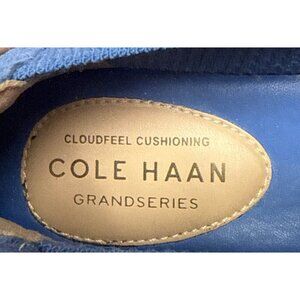 CLOUDFEEL CUSHIONING
COLE HAAN
GRANDSERIES